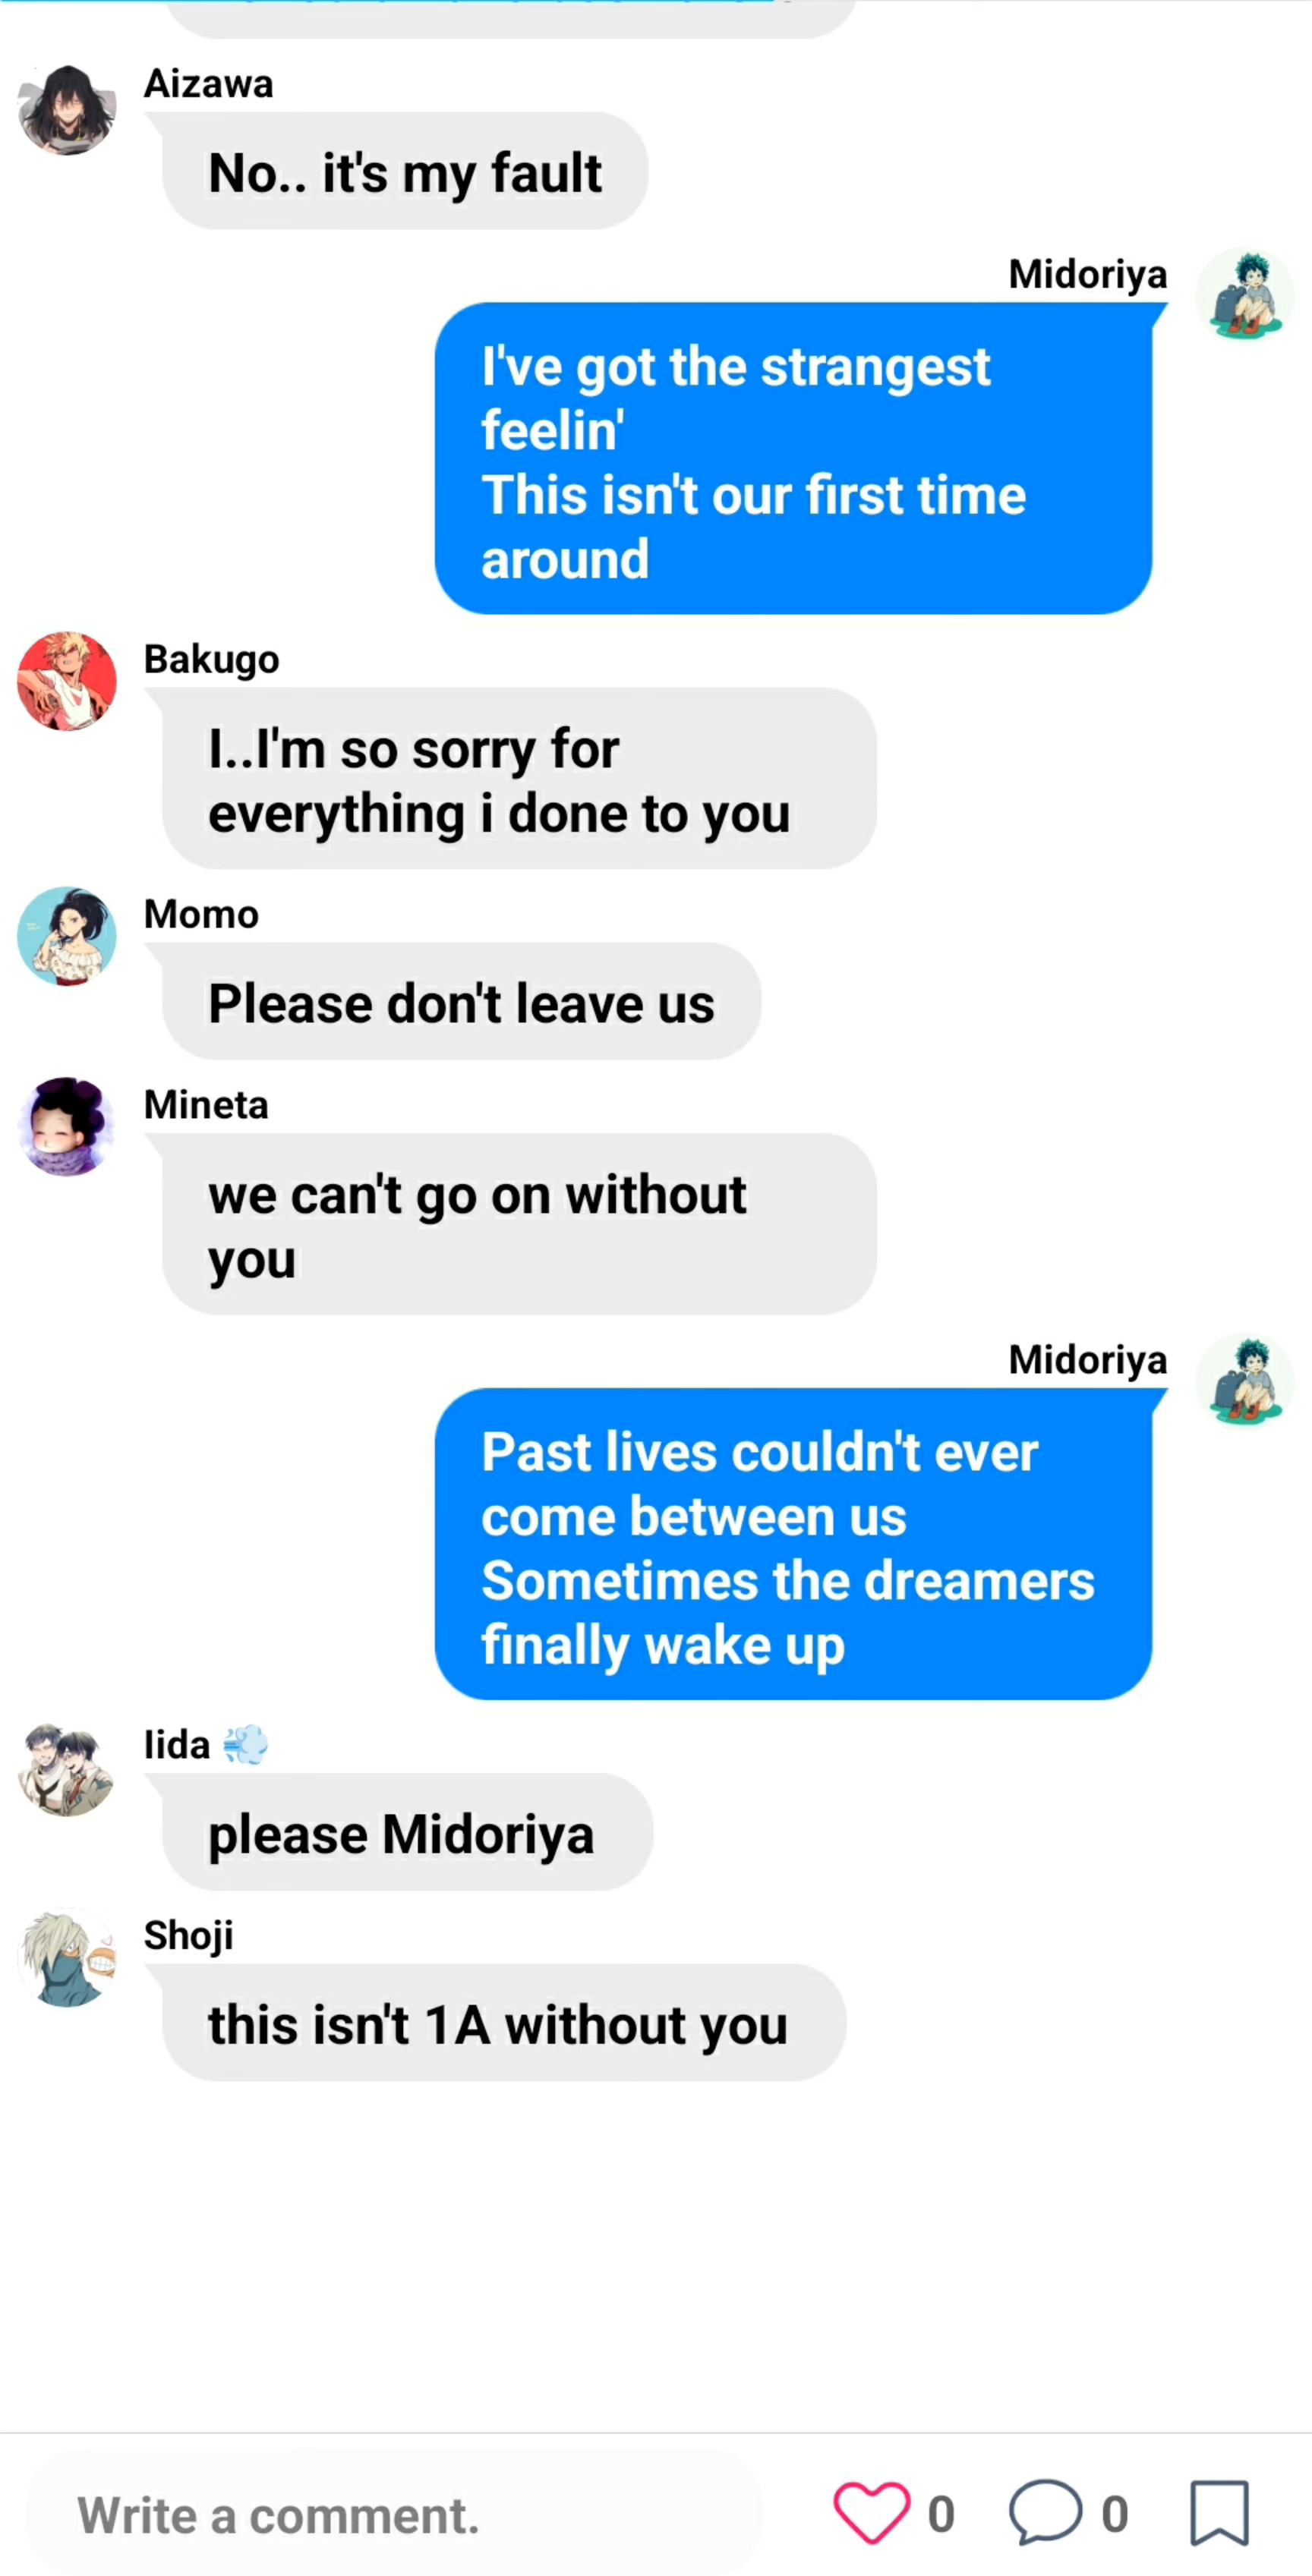 Aizawa
No.. it's my fault
Midoriya
I've got the strangest
feelin'
This isn't our first time
around
Bakugo
I..I'm so sorry for
everything i done to you
Momo
Please don't leave us
Mineta
we can't go on without
you
Midoriya
Past lives couldn't ever
come between us
Sometimes the dreamers
finally wake up
Iida 💨
please Midoriya
Shoji
this isn't 1A without you
Write a comment.
0
0